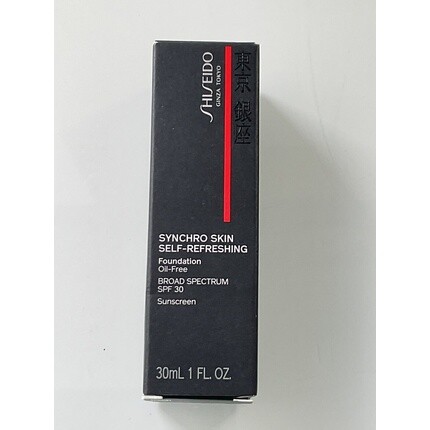 SHISEIDO
GINZA TOKYO
東京 銀座
SYNCHRO SKIN
SELF-REFRESHING
Foundation
Oil-Free
BROAD SPECTRUM
SPF 30
Sunscreen
30mL 1 FL. OZ.